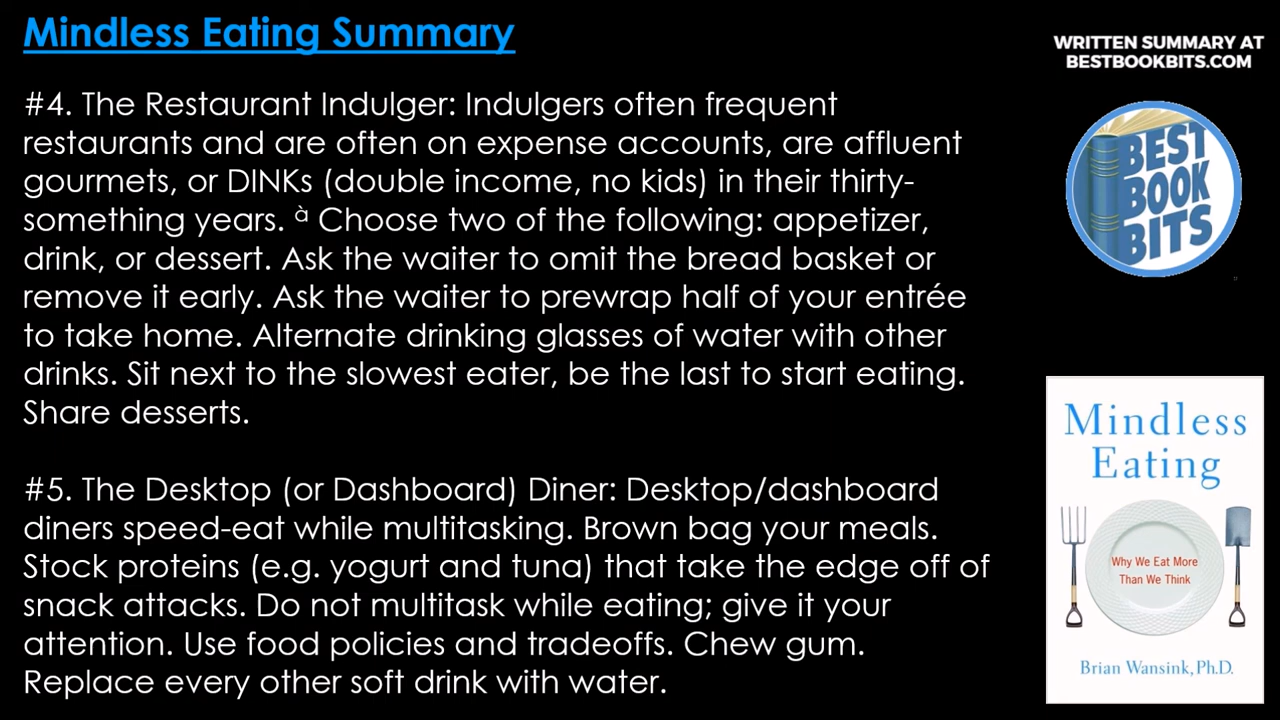 Mindless Eating Summary
WRITTEN SUMMARY AT
BESTBOOKBITS.COM
#4. The Restaurant Indulger: Indulgers often frequent
restaurants and are often on expense accounts, are affluent
gourmets, or DINKs (double income, no kids) in their thirty-
something years. à Choose two of the following: appetizer,
drink, or dessert. Ask the waiter to omit the bread basket or
remove it early. Ask the waiter to prewrap half of your entrée
to take home. Alternate drinking glasses of water with other
drinks. Sit next to the slowest eater, be the last to start eating.
Share desserts.
#5. The Desktop (or Dashboard) Diner: Desktop/dashboard
diners speed-eat while multitasking. Brown bag your meals.
Stock proteins (e.g. yogurt and tuna) that take the edge off of
snack attacks. Do not multitask while eating; give it your
attention. Use food policies and tradeoffs. Chew gum.
Replace every other soft drink with water.
BEST
BOOK
BITS
Mindless
Eating
Why We Eat More
Than We Think
Brian Wansink, Ph.D.